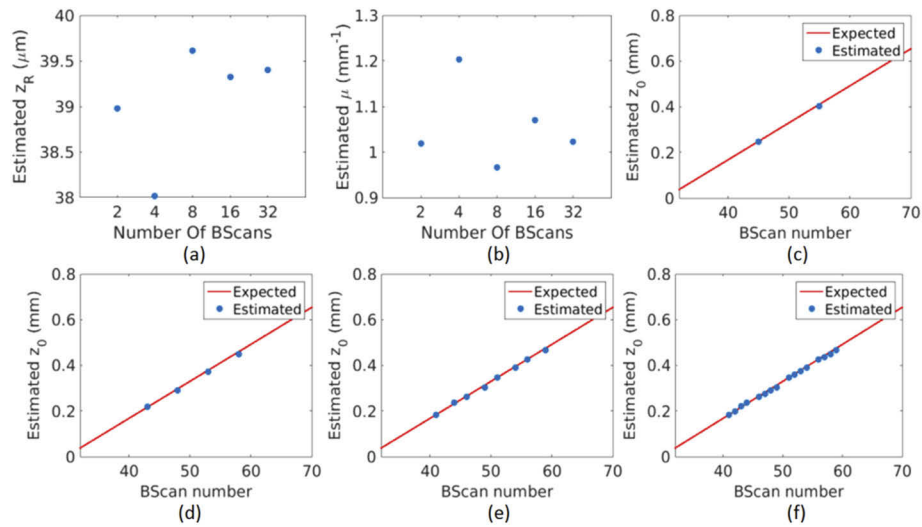 Estimated z_R (μm)
40
39.5
39
38.5
38
2 4 8 16 32
Number Of BScans
(a)
Estimated μ (mm⁻¹)
1.3
1.2
1.1
1
0.9
2 4 8 16 32
Number Of BScans
(b)
Estimated z₀ (mm)
0.8
0.6
0.4
0.2
0
Expected
Estimated
40 50 60 70
BScan number
(c)
Estimated z₀ (mm)
0.8
0.6
0.4
0.2
0
Expected
Estimated
40 50 60 70
BScan number
(d)
Estimated z₀ (mm)
0.8
0.6
0.4
0.2
0
Expected
Estimated
40 50 60 70
BScan number
(e)
Estimated z₀ (mm)
0.8
0.6
0.4
0.2
0
Expected
Estimated
40 50 60 70
BScan number
(f)